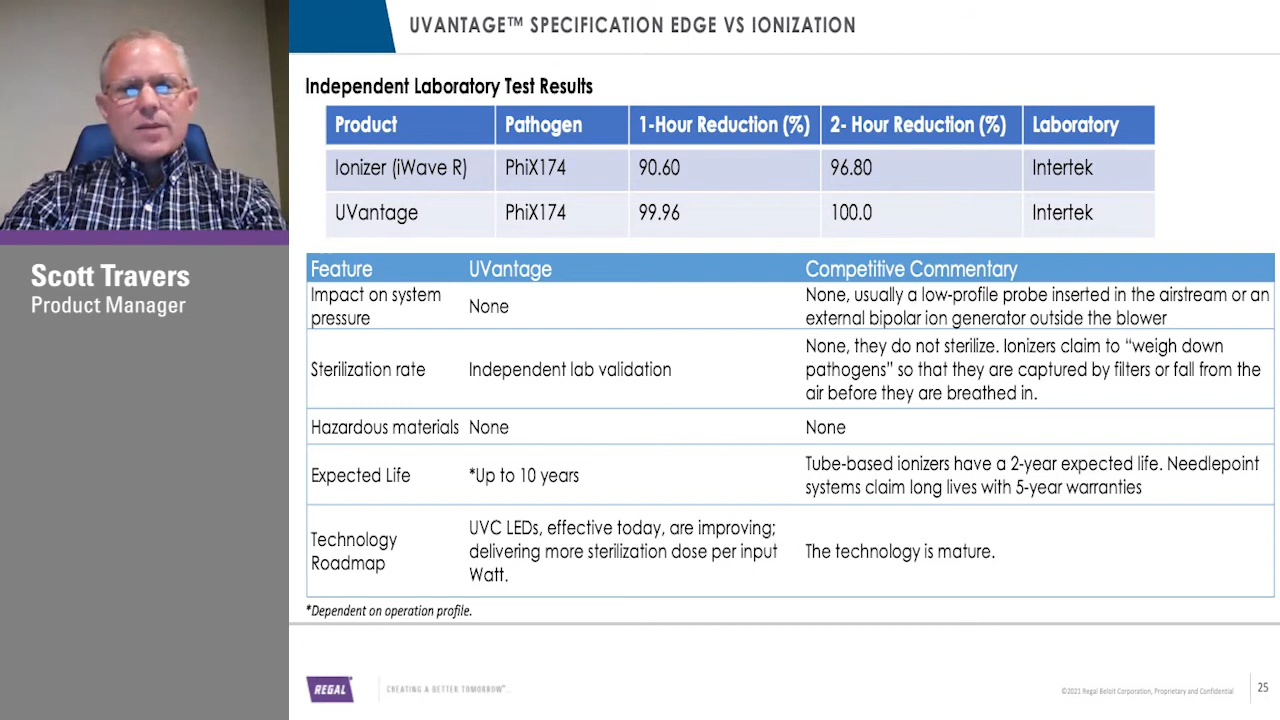 UVANTAGE™ SPECIFICATION EDGE VS IONIZATION
Independent Laboratory Test Results
Product Pathogen 1-Hour Reduction (%) 2- Hour Reduction (%) Laboratory
Ionizer (iWave R) PhiX174 90.60 96.80 Intertek
UVantage PhiX174 99.96 100.0 Intertek
Scott Travers
Product Manager
Feature UVantage Competitive Commentary
Impact on system
pressure
None
None, usually a low-profile probe inserted in the airstream or an
external bipolar ion generator outside the blower
Sterilization rate
Independent lab validation
None, they do not sterilize. Ionizers claim to “weigh down
pathogens” so that they are captured by filters or fall from the
air before they are breathed in.
Hazardous materials None None
Expected Life
*Up to 10 years
Tube-based ionizers have a 2-year expected life. Needlepoint
systems claim long lives with 5-year warranties
Technology
Roadmap
UVC LEDs, effective today, are improving;
delivering more sterilization dose per input
Watt.
The technology is mature.
*Dependent on operation profile.
REGAL
CREATING A BETTER TOMORROW™...
©2021 Regal Beloit Corporation, Proprietary and Confidential
25